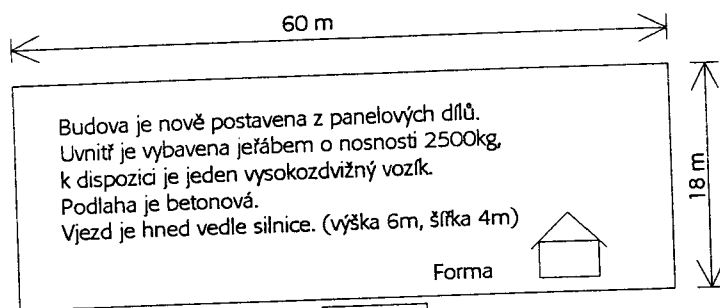 60 m
Budova je nově postavena z panelových dílů.
Uvnitř je vybavena jeřábem o nosnosti 2500kg,
k dispozici je jeden vysokozdvižný vozík.
Podlaha je betonová.
Vjezd je hned vedle silnice. (výška 6m, šířka 4m)
Forma
18 m